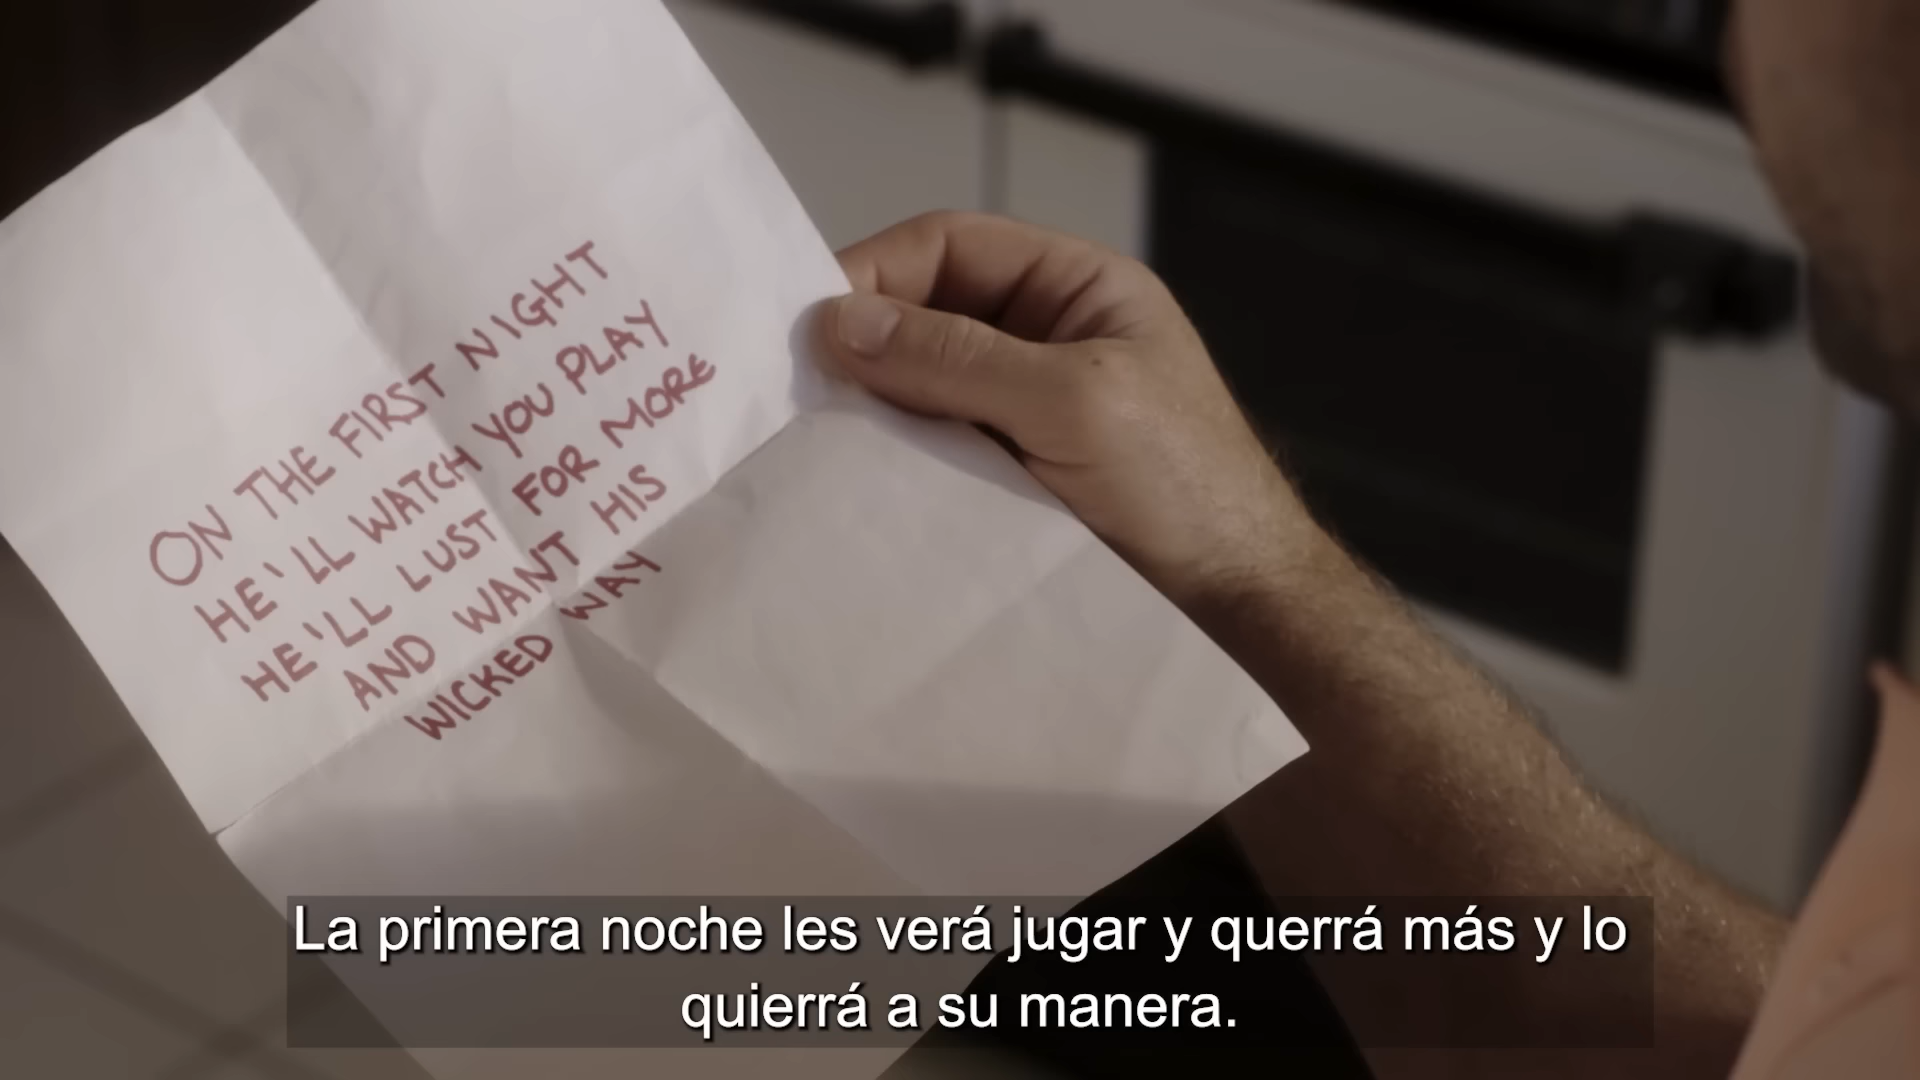 ON THE FIRST NIGHT
HE'LL WATCH YOU PLAY
HE'LL LUST FOR MORE
AND WANT HIS
WICKED WAY
La primera noche les verá jugar y querrá más y lo
quierrá a su manera.